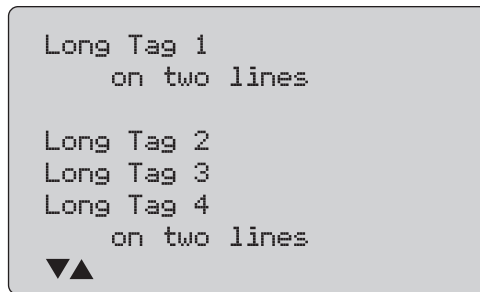 Long Tag 1
on two lines
Long Tag 2
Long Tag 3
Long Tag 4
on two lines
▼▲